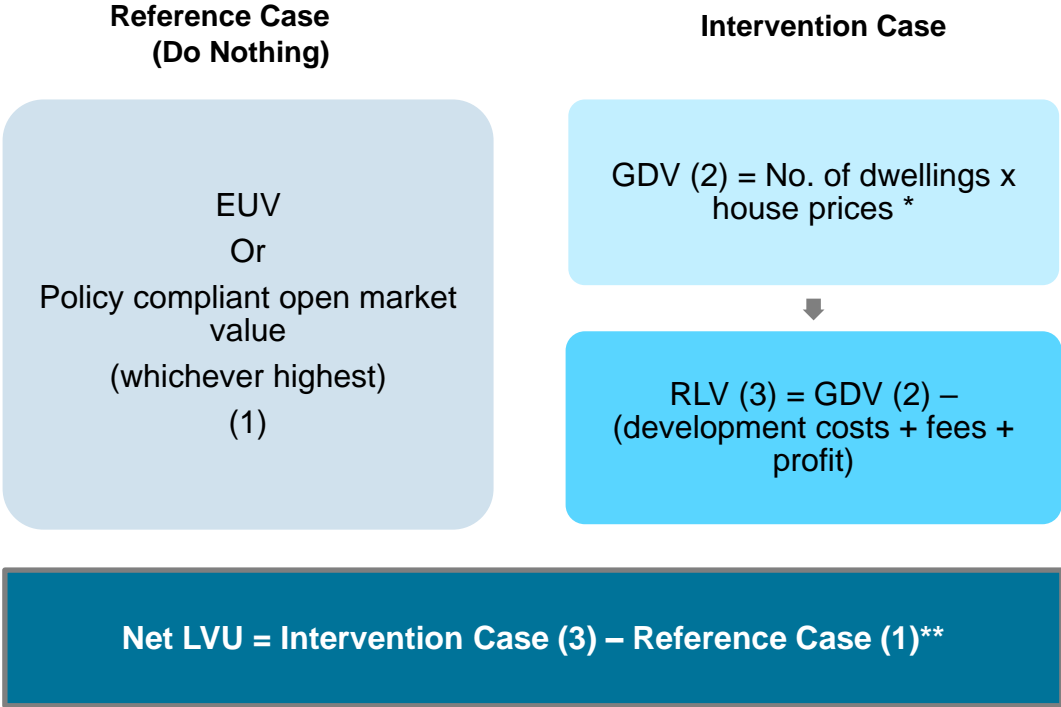 Reference Case
(Do Nothing)
Intervention Case
EUV
Or
Policy compliant open market
value
(whichever highest)
(1)
GDV (2) = No. of dwellings x
house prices *
RLV (3) = GDV (2) –
(development costs + fees +
profit)
Net LVU = Intervention Case (3) – Reference Case (1)**